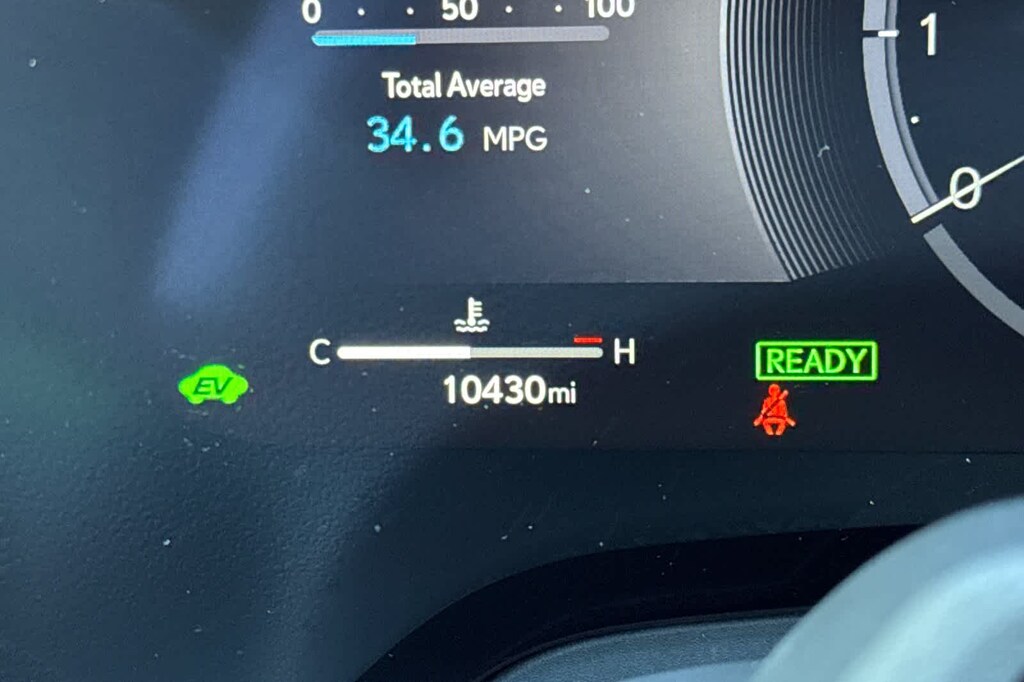 0 . . 50 . . 100
Total Average
34.6 MPG
1
0
C H
10430mi
EV
READY